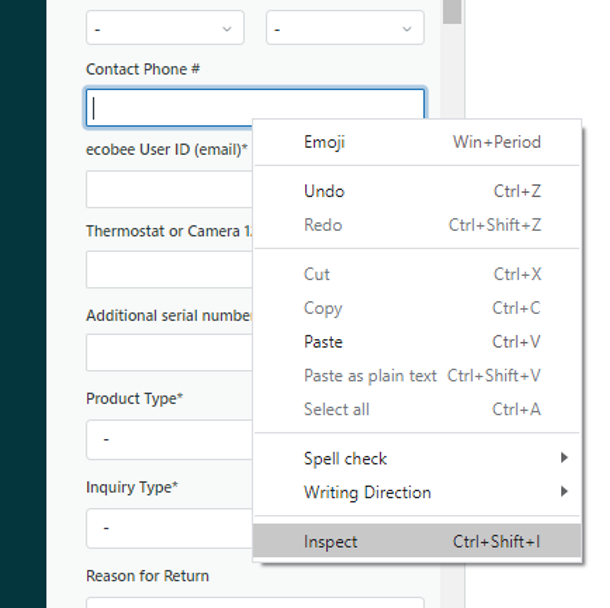 - -
Contact Phone #
Emoji Win+Period
ecobee User ID (email)*
Undo Ctrl+Z
Redo Ctrl+Shift+Z
Thermostat or Camera 1
Cut Ctrl+X
Copy Ctrl+C
Additional serial number
Paste Ctrl+V
Paste as plain text Ctrl+Shift+V
Product Type*
Select all Ctrl+A
-
Spell check
Inquiry Type*
Writing Direction
-
Inspect Ctrl+Shift+I
Reason for Return